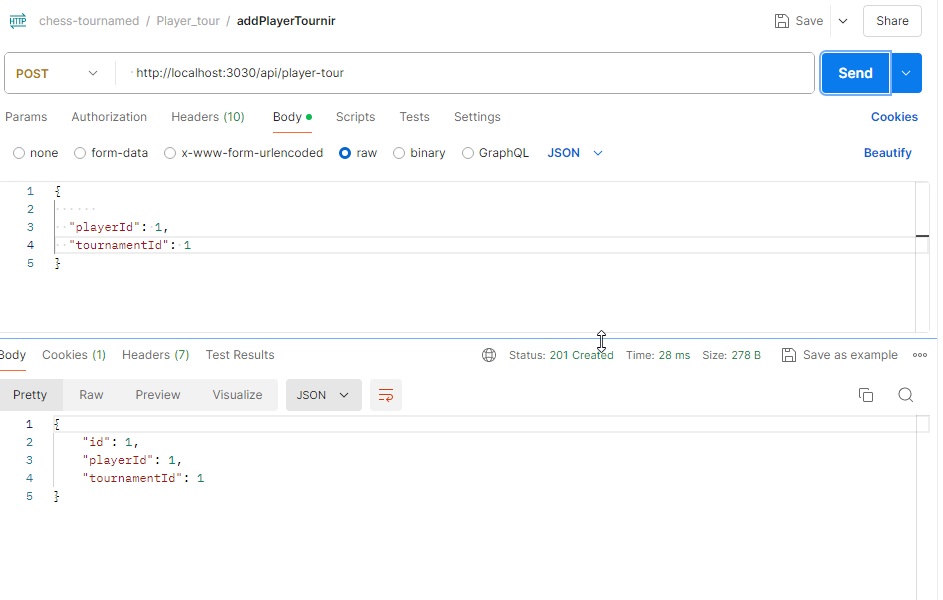 HTTP chess-tournamed / Player_tour / addPlayerTournir Save Share
POST http://localhost:3030/api/player-tour Send
Params Authorization Headers (10) Body Scripts Tests Settings Cookies
none form-data x-www-form-urlencoded raw binary GraphQL JSON Beautify
1 {
2
3 "playerId": 1,
4 "tournamentId": 1
5 }
Body Cookies (1) Headers (7) Test Results Status: 201 Created Time: 28 ms Size: 278 B Save as example
Pretty Raw Preview Visualize JSON
1 {
2 "id": 1,
3 "playerId": 1,
4 "tournamentId": 1
5 }